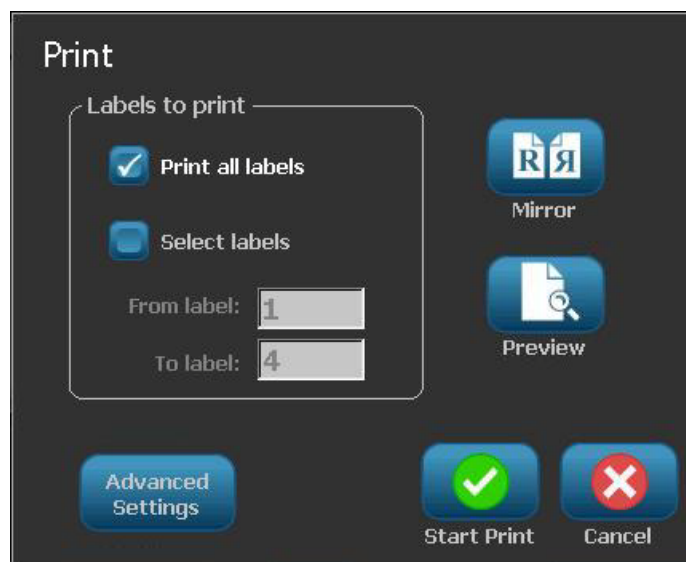 Print
Labels to print
Print all labels
Select labels
From label: 1
To label: 4
R Я
Mirror
Preview
Advanced
Settings
Start Print
Cancel